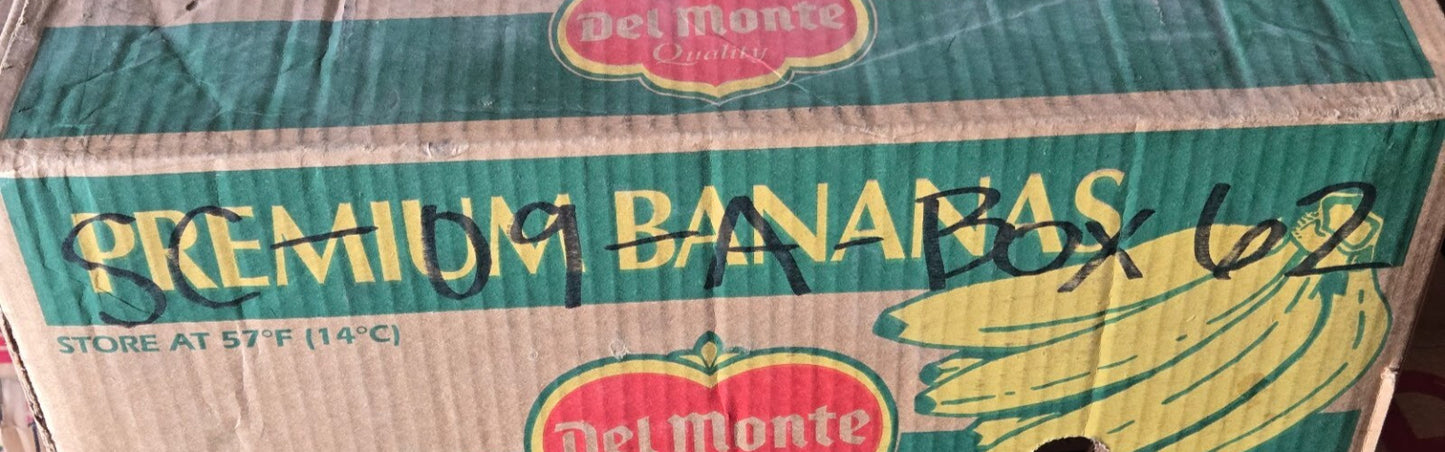 Del Monte
Quality
PREMIUM BANANAS
SC-09-A-Box 62
STORE AT 57°F (14°C)
Del Monte